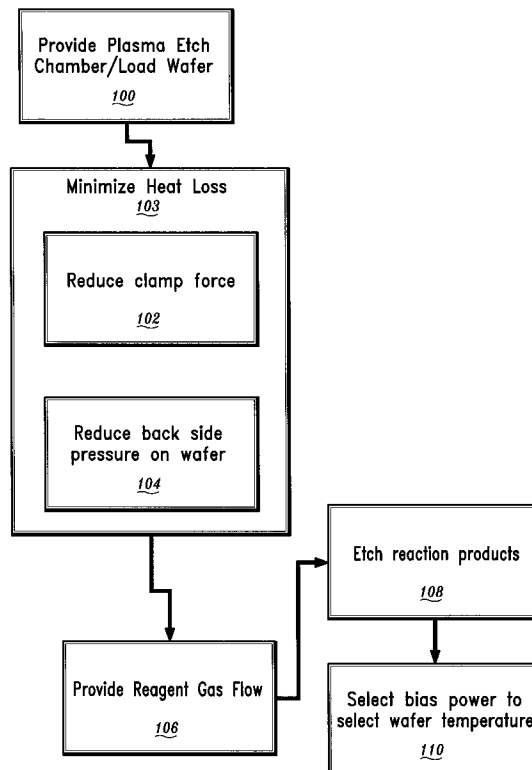 Provide Plasma Etch
Chamber/Load Wafer
100
Minimize Heat Loss
103
Reduce clamp force
102
Reduce back side
pressure on wafer
104
Provide Reagent Gas Flow
106
Etch reaction products
108
Select bias power to
select wafer temperature
110